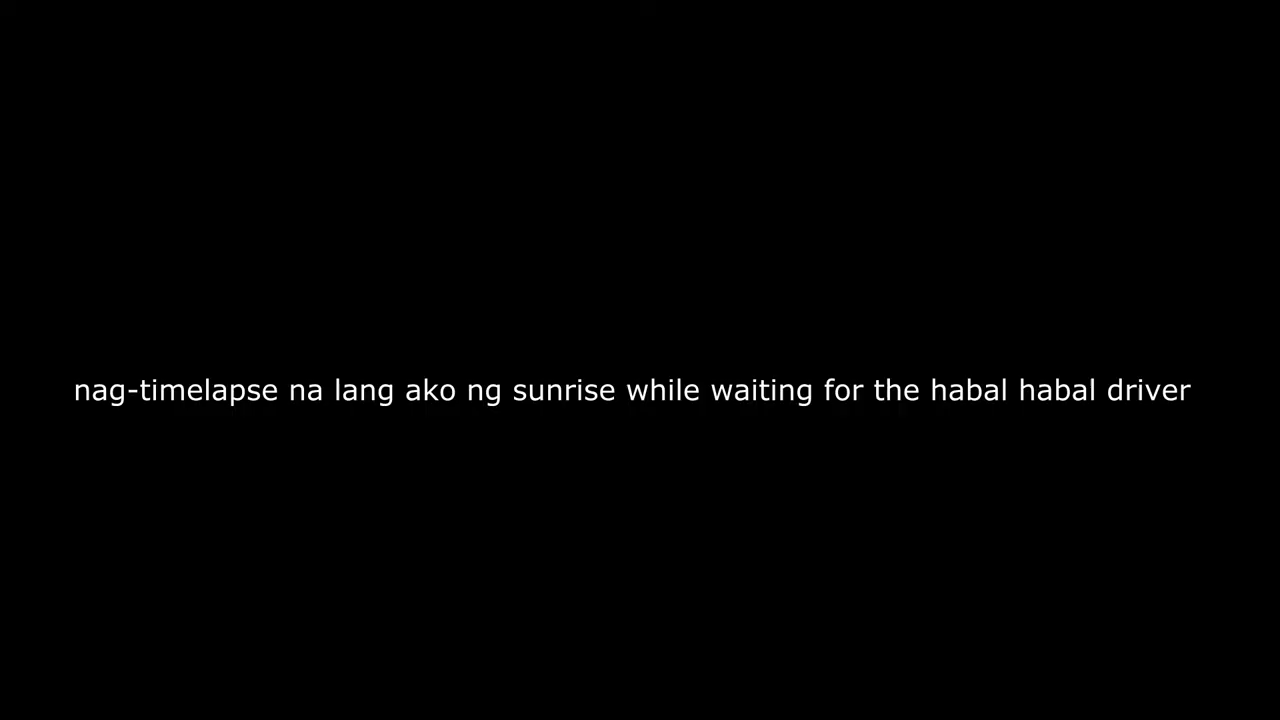 nag-timelapse na lang ako ng sunrise while waiting for the habal habal driver